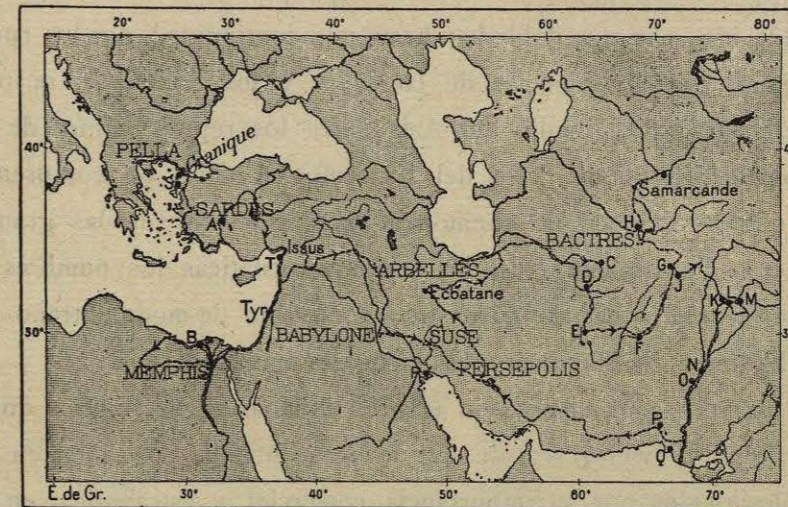 20° 30° 40° 50° 60° 70° 80°
40°
PELLA
Granique
Samarcande
SARDES
A
H
BACTRES
Issus
T
ARBELLES
C
G
D
J
Ecbatane
K L M
Tyr
30°
B
BABYLONE
SUSE
E
F
MEMPHIS
R
PERSEPOLIS
S
N
O
P
Q
E de Gr.
30° 40° 50° 60° 70°